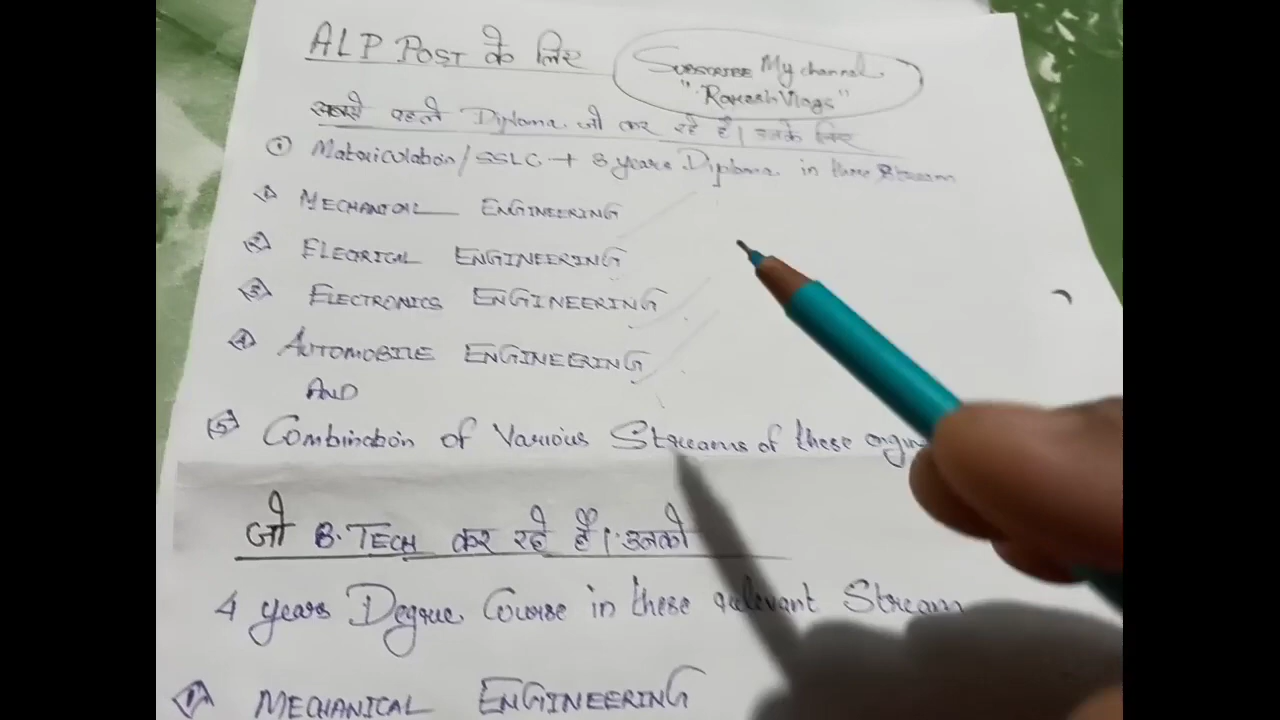 ALP POST के लिए
SUBSCRIBE My channel
"Rakesh Vlogs"
सबसे पहले Diploma जो कर रहे हैं। उनके लिए
① Matriculation/SSLC + 3 years Diploma in these Stream
1 MECHANICAL ENGINEERING
2 ELECRICAL ENGINEERING
3 ELECTRONICS ENGINEERING
4 AUTOMOBILE ENGINEERING
AND
5 Combination of Various Streams of these
जो B.TECH कर रहे हैं। उनको
4 years Degree Course in these relevant Stream
1 MECHANICAL ENGINEERING